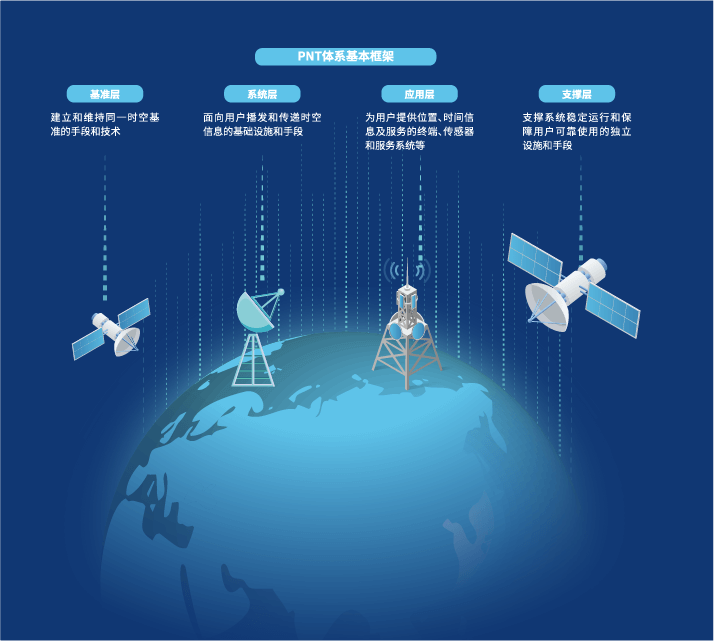 PNT体系基本框架
基准层
建立和维持同一时空基
准的手段和技术
系统层
面向用户播发和传递时空
信息的基础设施和手段
应用层
为用户提供位置、时间信
息及服务的终端、传感器
和服务系统等
支撑层
支撑系统稳定运行和保
障用户可靠使用的独立
设施和手段